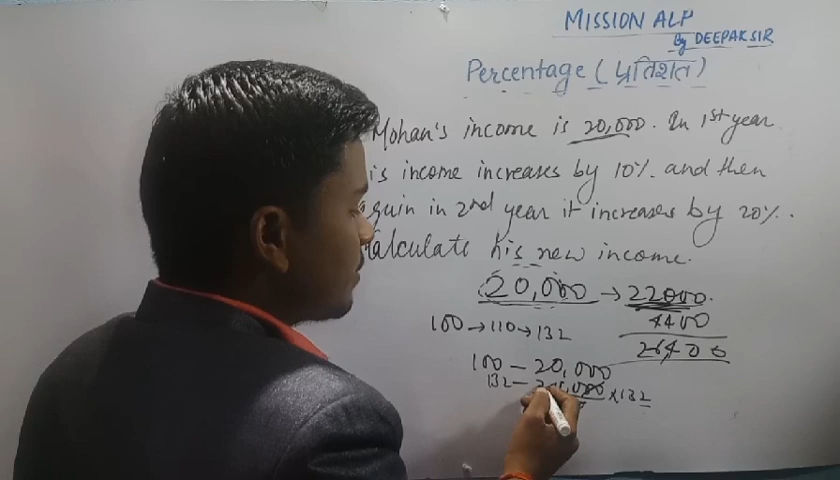 MISSION ALP
By DEEPAK SIR
Percentage (प्रतिशत)
Mohan's income is 20,000. In 1st year
is income increases by 10%. and then
again in 2nd year it increases by 20%.
Calculate his new income.
20,000 → 22000.
4400
100 → 110 → 132
26400
100 – 20,000
132 – ×132